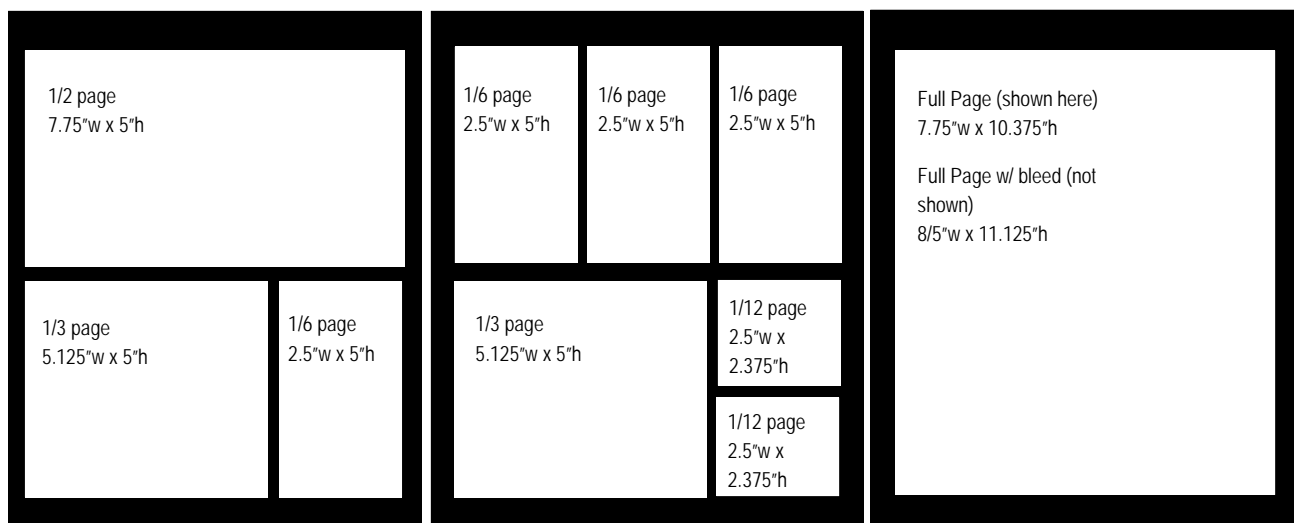 1/2 page
7.75"w x 5"h
1/3 page
5.125"w x 5"h
1/6 page
2.5"w x 5"h
1/6 page
2.5"w x 5"h
1/6 page
2.5"w x 5"h
1/6 page
2.5"w x 5"h
1/3 page
5.125"w x 5"h
1/12 page
2.5"w x
2.375"h
1/12 page
2.5"w x
2.375"h
Full Page (shown here)
7.75"w x 10.375"h
Full Page w/ bleed (not
shown)
8/5"w x 11.125"h